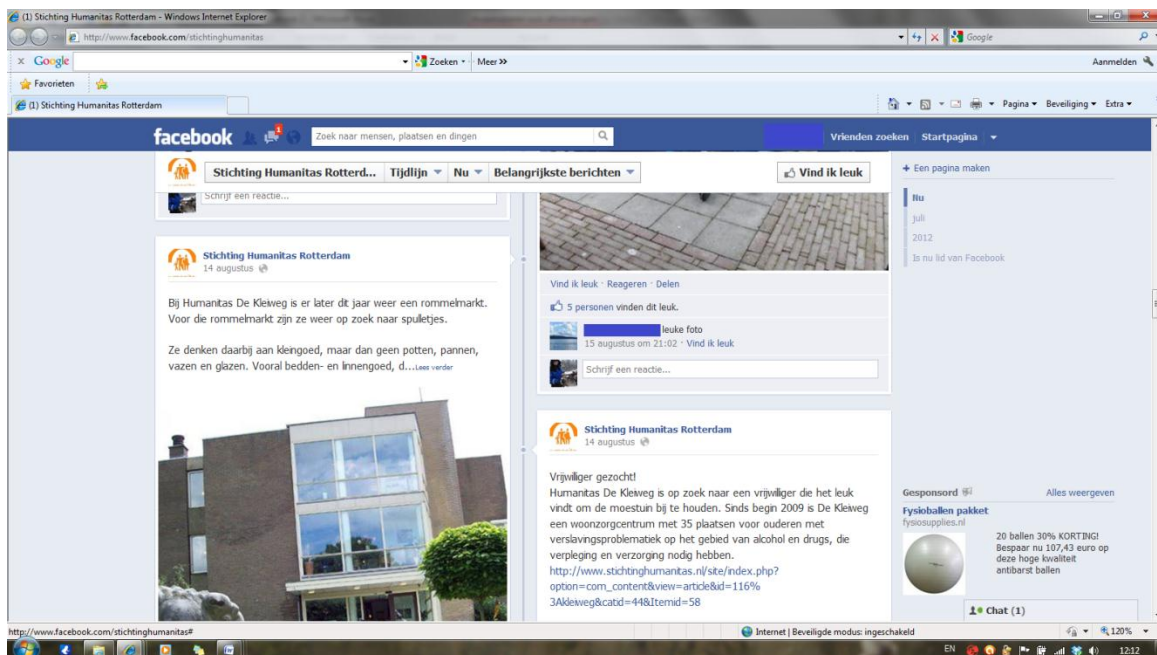 (1) Stichting Humanitas Rotterdam - Windows Internet Explorer
http://www.facebook.com/stichtinghumanitas
Google
x Google
Zoeken
Meer >>
Aanmelden
Favorieten
(1) Stichting Humanitas Rotterdam
Pagina
Beveiliging
Extra
facebook
1
Zoek naar mensen, plaatsen en dingen
Vrienden zoeken
Startpagina
Stichting Humanitas Rotterd...
Tijdlijn
Nu
Belangrijkste berichten
Vind ik leuk
+ Een pagina maken
Nu
juli
2012
Is nu lid van Facebook
Schrijf een reactie...
Stichting Humanitas Rotterdam
14 augustus
Bij Humanitas De Kleiweg is er later dit jaar weer een rommelmarkt.
Voor die rommelmarkt zijn ze weer op zoek naar spulletjes.
Ze denken daarbij aan kleingoed, maar dan geen potten, pannen,
vazen en glazen. Vooral bedden- en linnengoed, d...Lees verder
Vind ik leuk · Reageren · Delen
5 personen vinden dit leuk.
leuke foto
15 augustus om 21:02 · Vind ik leuk
Schrijf een reactie...
Stichting Humanitas Rotterdam
14 augustus
Vrijwilliger gezocht!
Humanitas De Kleiweg is op zoek naar een vrijwilliger die het leuk
vindt om de moestuin bij te houden. Sinds begin 2009 is De Kleiweg
een woonzorgcentrum met 35 plaatsen voor ouderen met
verslavingsproblematiek op het gebied van alcohol en drugs, die
verpleging en verzorging nodig hebben.
http://www.stichtinghumanitas.nl/site/index.php?
option=com_content&view=article&id=116%
3Akleiweg&catid=44&Itemid=58
Gesponsord
Alles weergeven
Fysioballen pakket
fysiosupplies.nl
20 ballen 30% KORTING!
Bespaar nu 107,43 euro op
deze hoge kwaliteit
antibarst ballen
Chat (1)
http://www.facebook.com/stichtinghumanitas#
Internet | Beveiligde modus: ingeschakeld
120%
EN
12:12